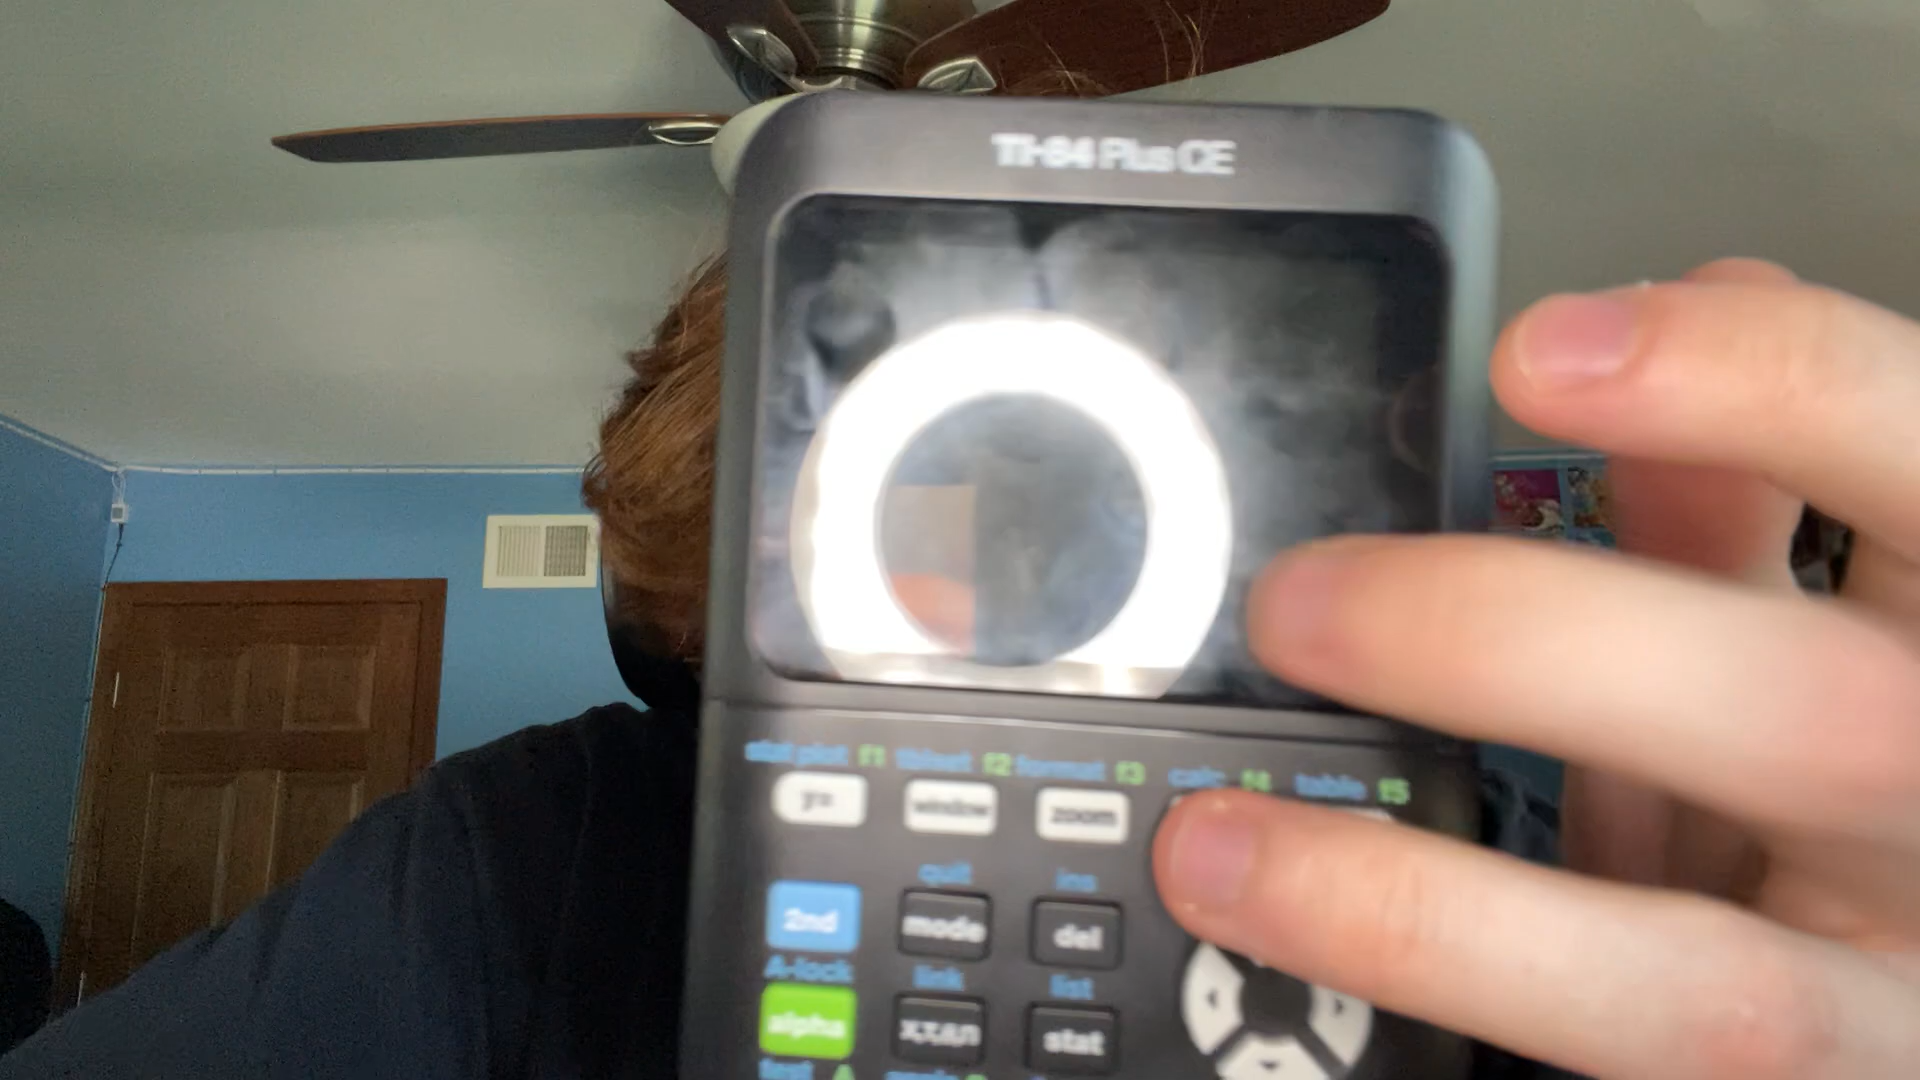 TI-84 Plus CE
stat plot f1 tblset f2 format f3 calc f4 table f5
y= window zoom
quit ins
2nd mode del
A-lock link list
alpha X,T,θ,n stat
test A